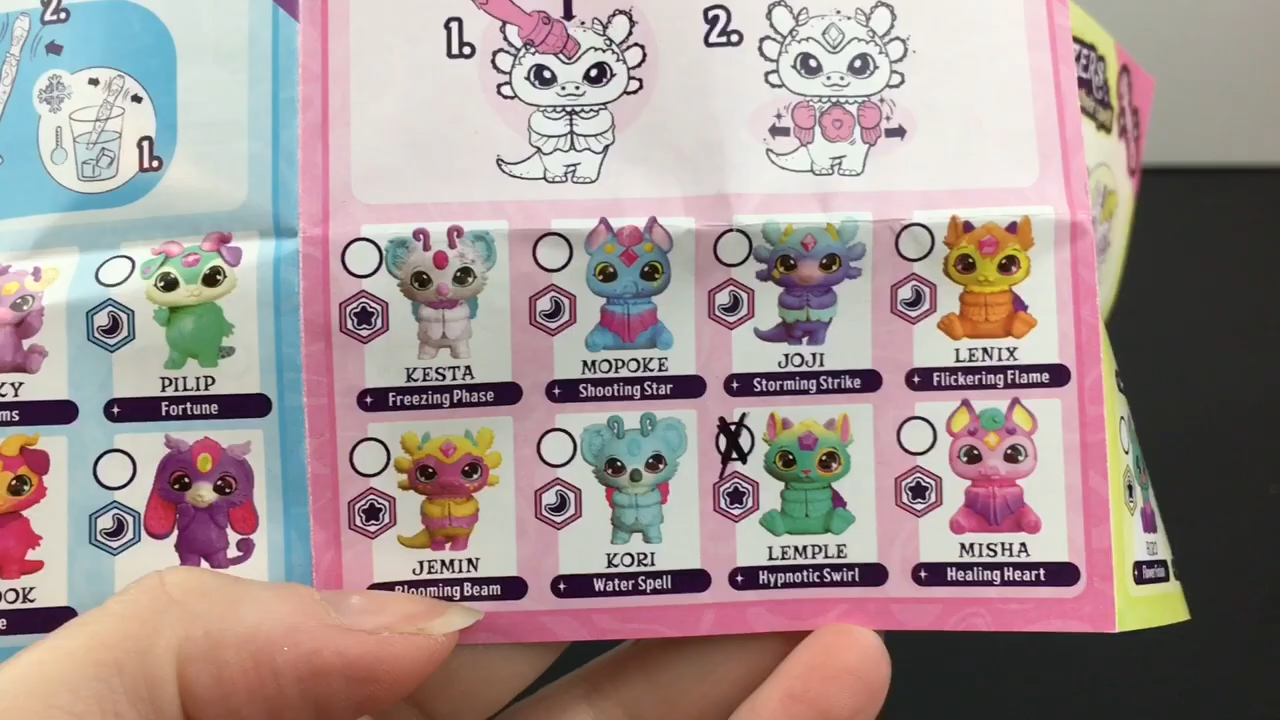 2.
1.
1.
2.
PILIP
Fortune
KESTA
Freezing Phase
MOPOKE
Shooting Star
JOJI
Storming Strike
LENIX
Flickering Flame
JEMIN
Blooming Beam
KORI
Water Spell
LEMPLE
Hypnotic Swirl
MISHA
Healing Heart